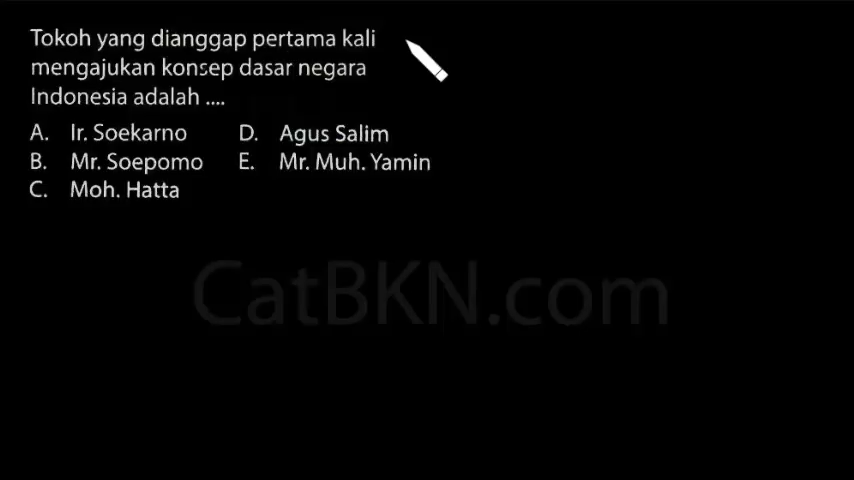 Tokoh yang dianggap pertama kali
mengajukan konsep dasar negara
Indonesia adalah ....
A. Ir. Soekarno D. Agus Salim
B. Mr. Soepomo E. Mr. Muh. Yamin
C. Moh. Hatta
CatBKN.com